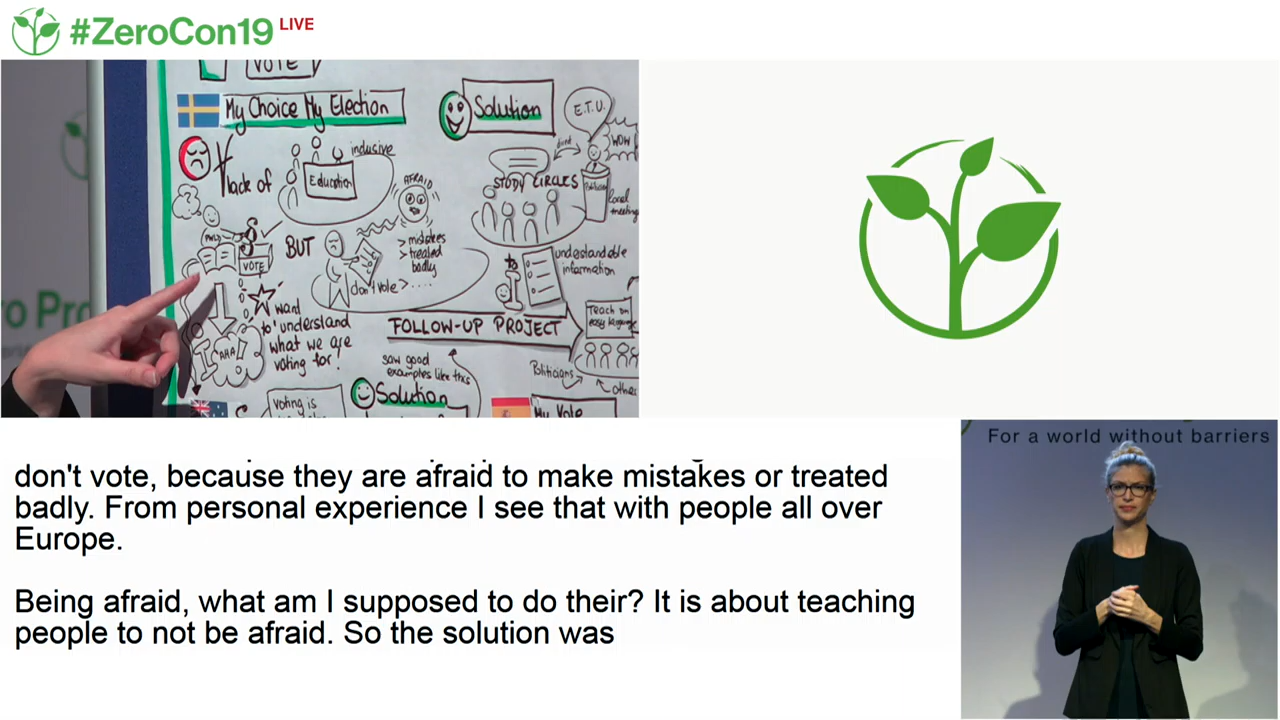 #ZeroCon19 LIVE
VOTE
My Choice My Election
Solution
E.T.U.
WOW
lack of
inclusive
Education
AFRAID
STUDY CIRCLES
local
meetings
VOTE
BUT
> mistakes
> treated
badly
> ....
don't vote
understandable
information
want
to understand
what we are
voting for!
AHA!
FOLLOW-UP PROJECT
Teach on
easy language
saw good
examples like this
Politicians
Solution
Voting is
My Vote
ro Pro
For a world without barriers
don't vote, because they are afraid to make mistakes or treated
badly. From personal experience I see that with people all over
Europe.
Being afraid, what am I supposed to do their? It is about teaching
people to not be afraid. So the solution was